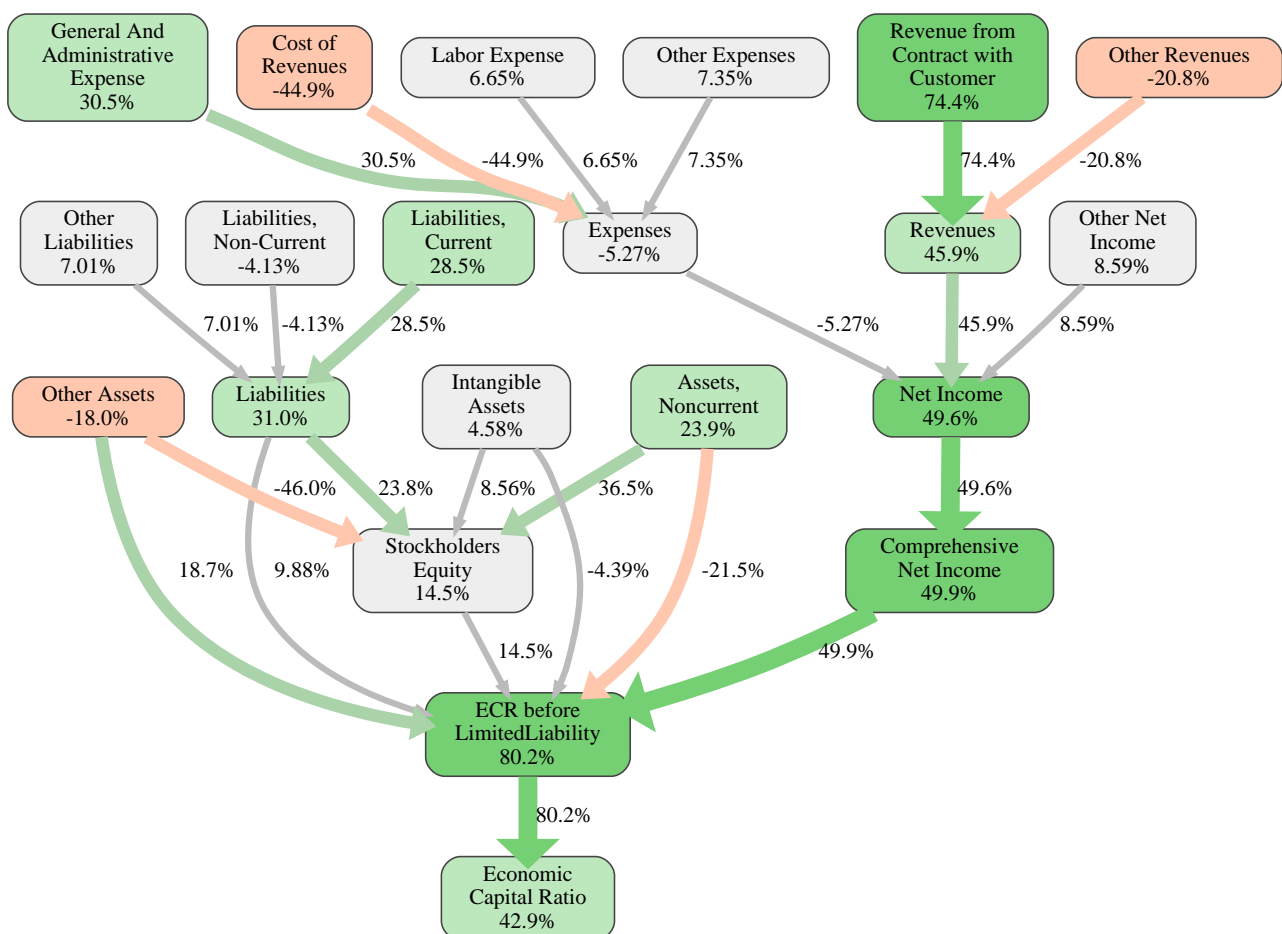 General And
Administrative
Expense
30.5%
Cost of
Revenues
-44.9%
Labor Expense
6.65%
Other Expenses
7.35%
Revenue from
Contract with
Customer
74.4%
Other Revenues
-20.8%
30.5%
-44.9%
6.65%
7.35%
74.4%
-20.8%
Other
Liabilities
7.01%
Liabilities,
Non-Current
-4.13%
Liabilities,
Current
28.5%
Expenses
-5.27%
Revenues
45.9%
Other Net
Income
8.59%
7.01%
-4.13%
28.5%
-5.27%
45.9%
8.59%
Other Assets
-18.0%
Liabilities
31.0%
Intangible
Assets
4.58%
Assets,
Noncurrent
23.9%
Net Income
49.6%
-46.0%
23.8%
8.56%
36.5%
49.6%
Stockholders
Equity
14.5%
Comprehensive
Net Income
49.9%
18.7%
9.88%
-4.39%
-21.5%
14.5%
49.9%
ECR before
LimitedLiability
80.2%
80.2%
Economic
Capital Ratio
42.9%